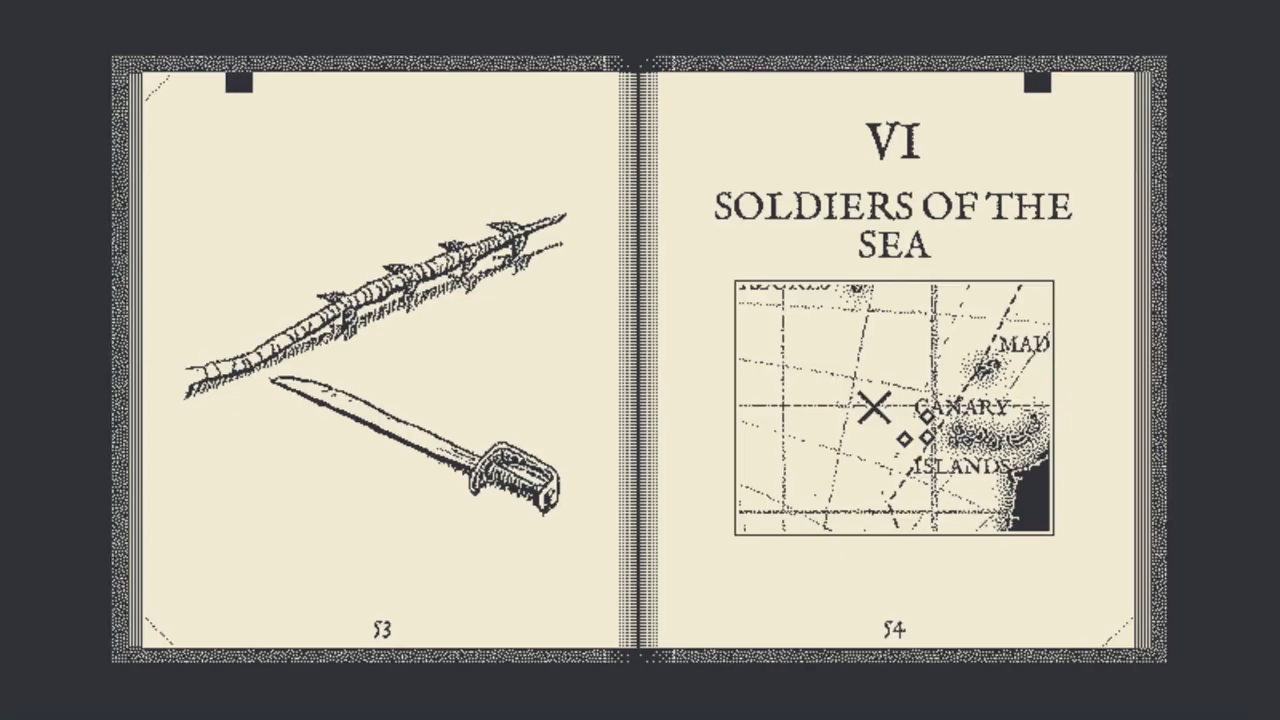 VI
SOLDIERS OF THE
SEA
MAD
CANARY
ISLANDS
53
54